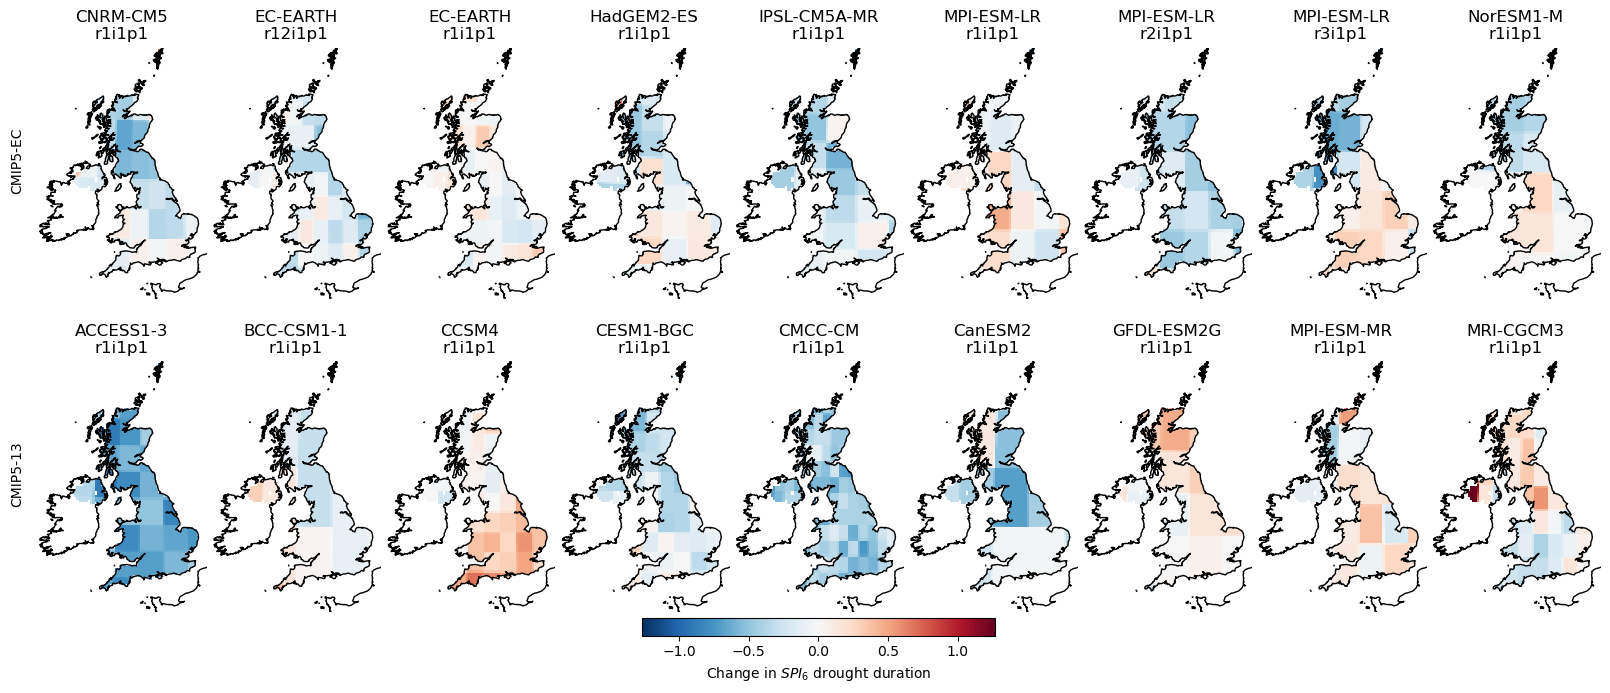 CNRM-CM5
r1i1p1
EC-EARTH
r12i1p1
EC-EARTH
r1i1p1
HadGEM2-ES
r1i1p1
IPSL-CM5A-MR
r1i1p1
MPI-ESM-LR
r1i1p1
MPI-ESM-LR
r2i1p1
MPI-ESM-LR
r3i1p1
NorESM1-M
r1i1p1
CMIP5-EC
ACCESS1-3
r1i1p1
BCC-CSM1-1
r1i1p1
CCSM4
r1i1p1
CESM1-BGC
r1i1p1
CMCC-CM
r1i1p1
CanESM2
r1i1p1
GFDL-ESM2G
r1i1p1
MPI-ESM-MR
r1i1p1
MRI-CGCM3
r1i1p1
CMIP5-13
−1.0 −0.5 0.0 0.5 1.0
Change in SPI₆ drought duration